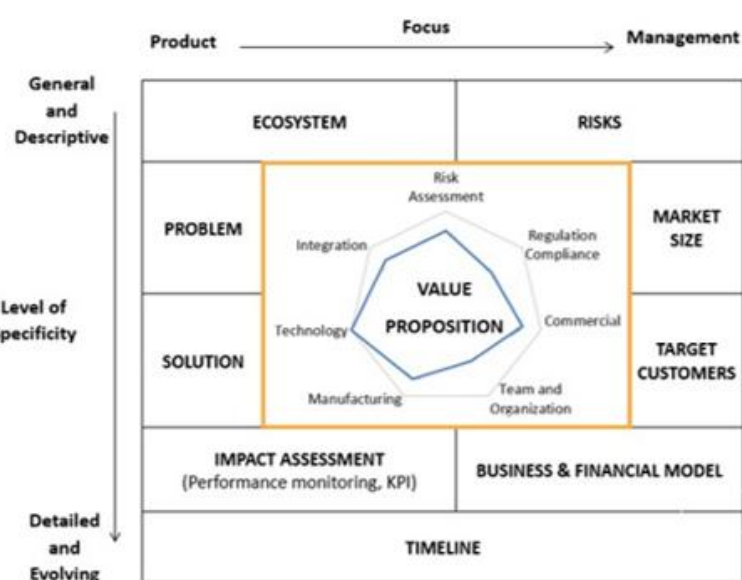 Focus
Product
Management
General
and
Descriptive
ECOSYSTEM
RISKS
Risk
Assessment
PROBLEM
MARKET
SIZE
Integration
Regulation
Compliance
VALUE
PROPOSITION
Level of
pecificity
Technology
Commercial
SOLUTION
TARGET
CUSTOMERS
Manufacturing
Team and
Organization
IMPACT ASSESSMENT
(Performance monitoring, KPI)
BUSINESS & FINANCIAL MODEL
Detailed
and
Evolving
TIMELINE